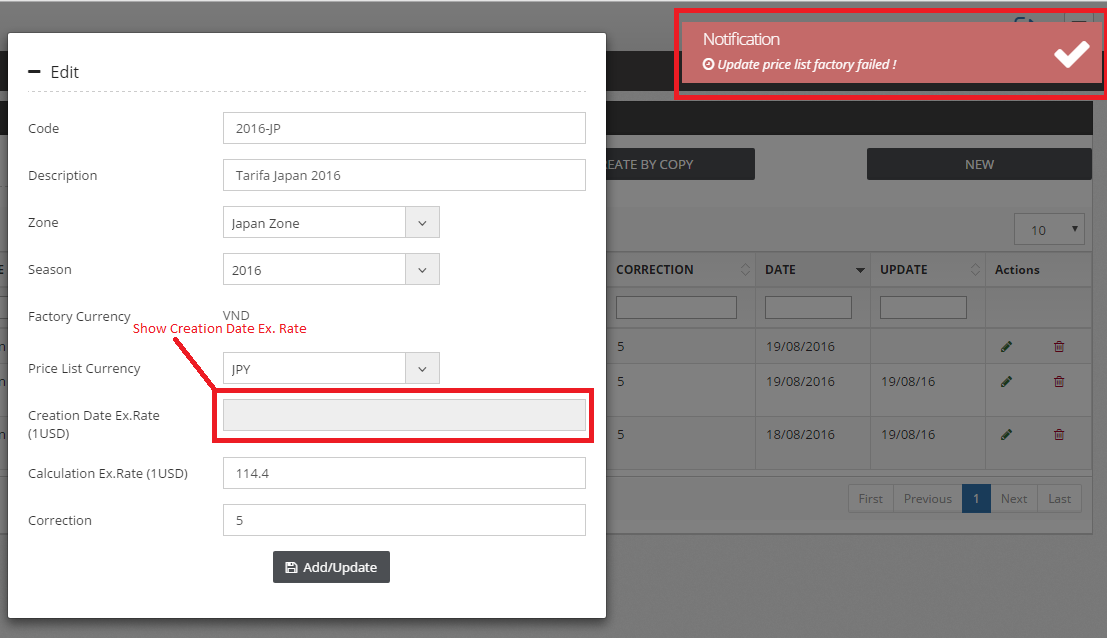 Notification
Update price list factory failed !
Edit
Code
2016-JP
Description
Tarifa Japan 2016
Zone
Japan Zone
Season
2016
Factory Currency
VND
Show Creation Date Ex. Rate
Price List Currency
JPY
Creation Date Ex.Rate
(1USD)
Calculation Ex.Rate (1USD)
114.4
Correction
5
Add/Update
EATE BY COPY
NEW
10
E
CORRECTION
DATE
UPDATE
Actions
n
5
19/08/2016
n
5
19/08/2016
19/08/16
n
5
18/08/2016
19/08/16
First
Previous
1
Next
Last